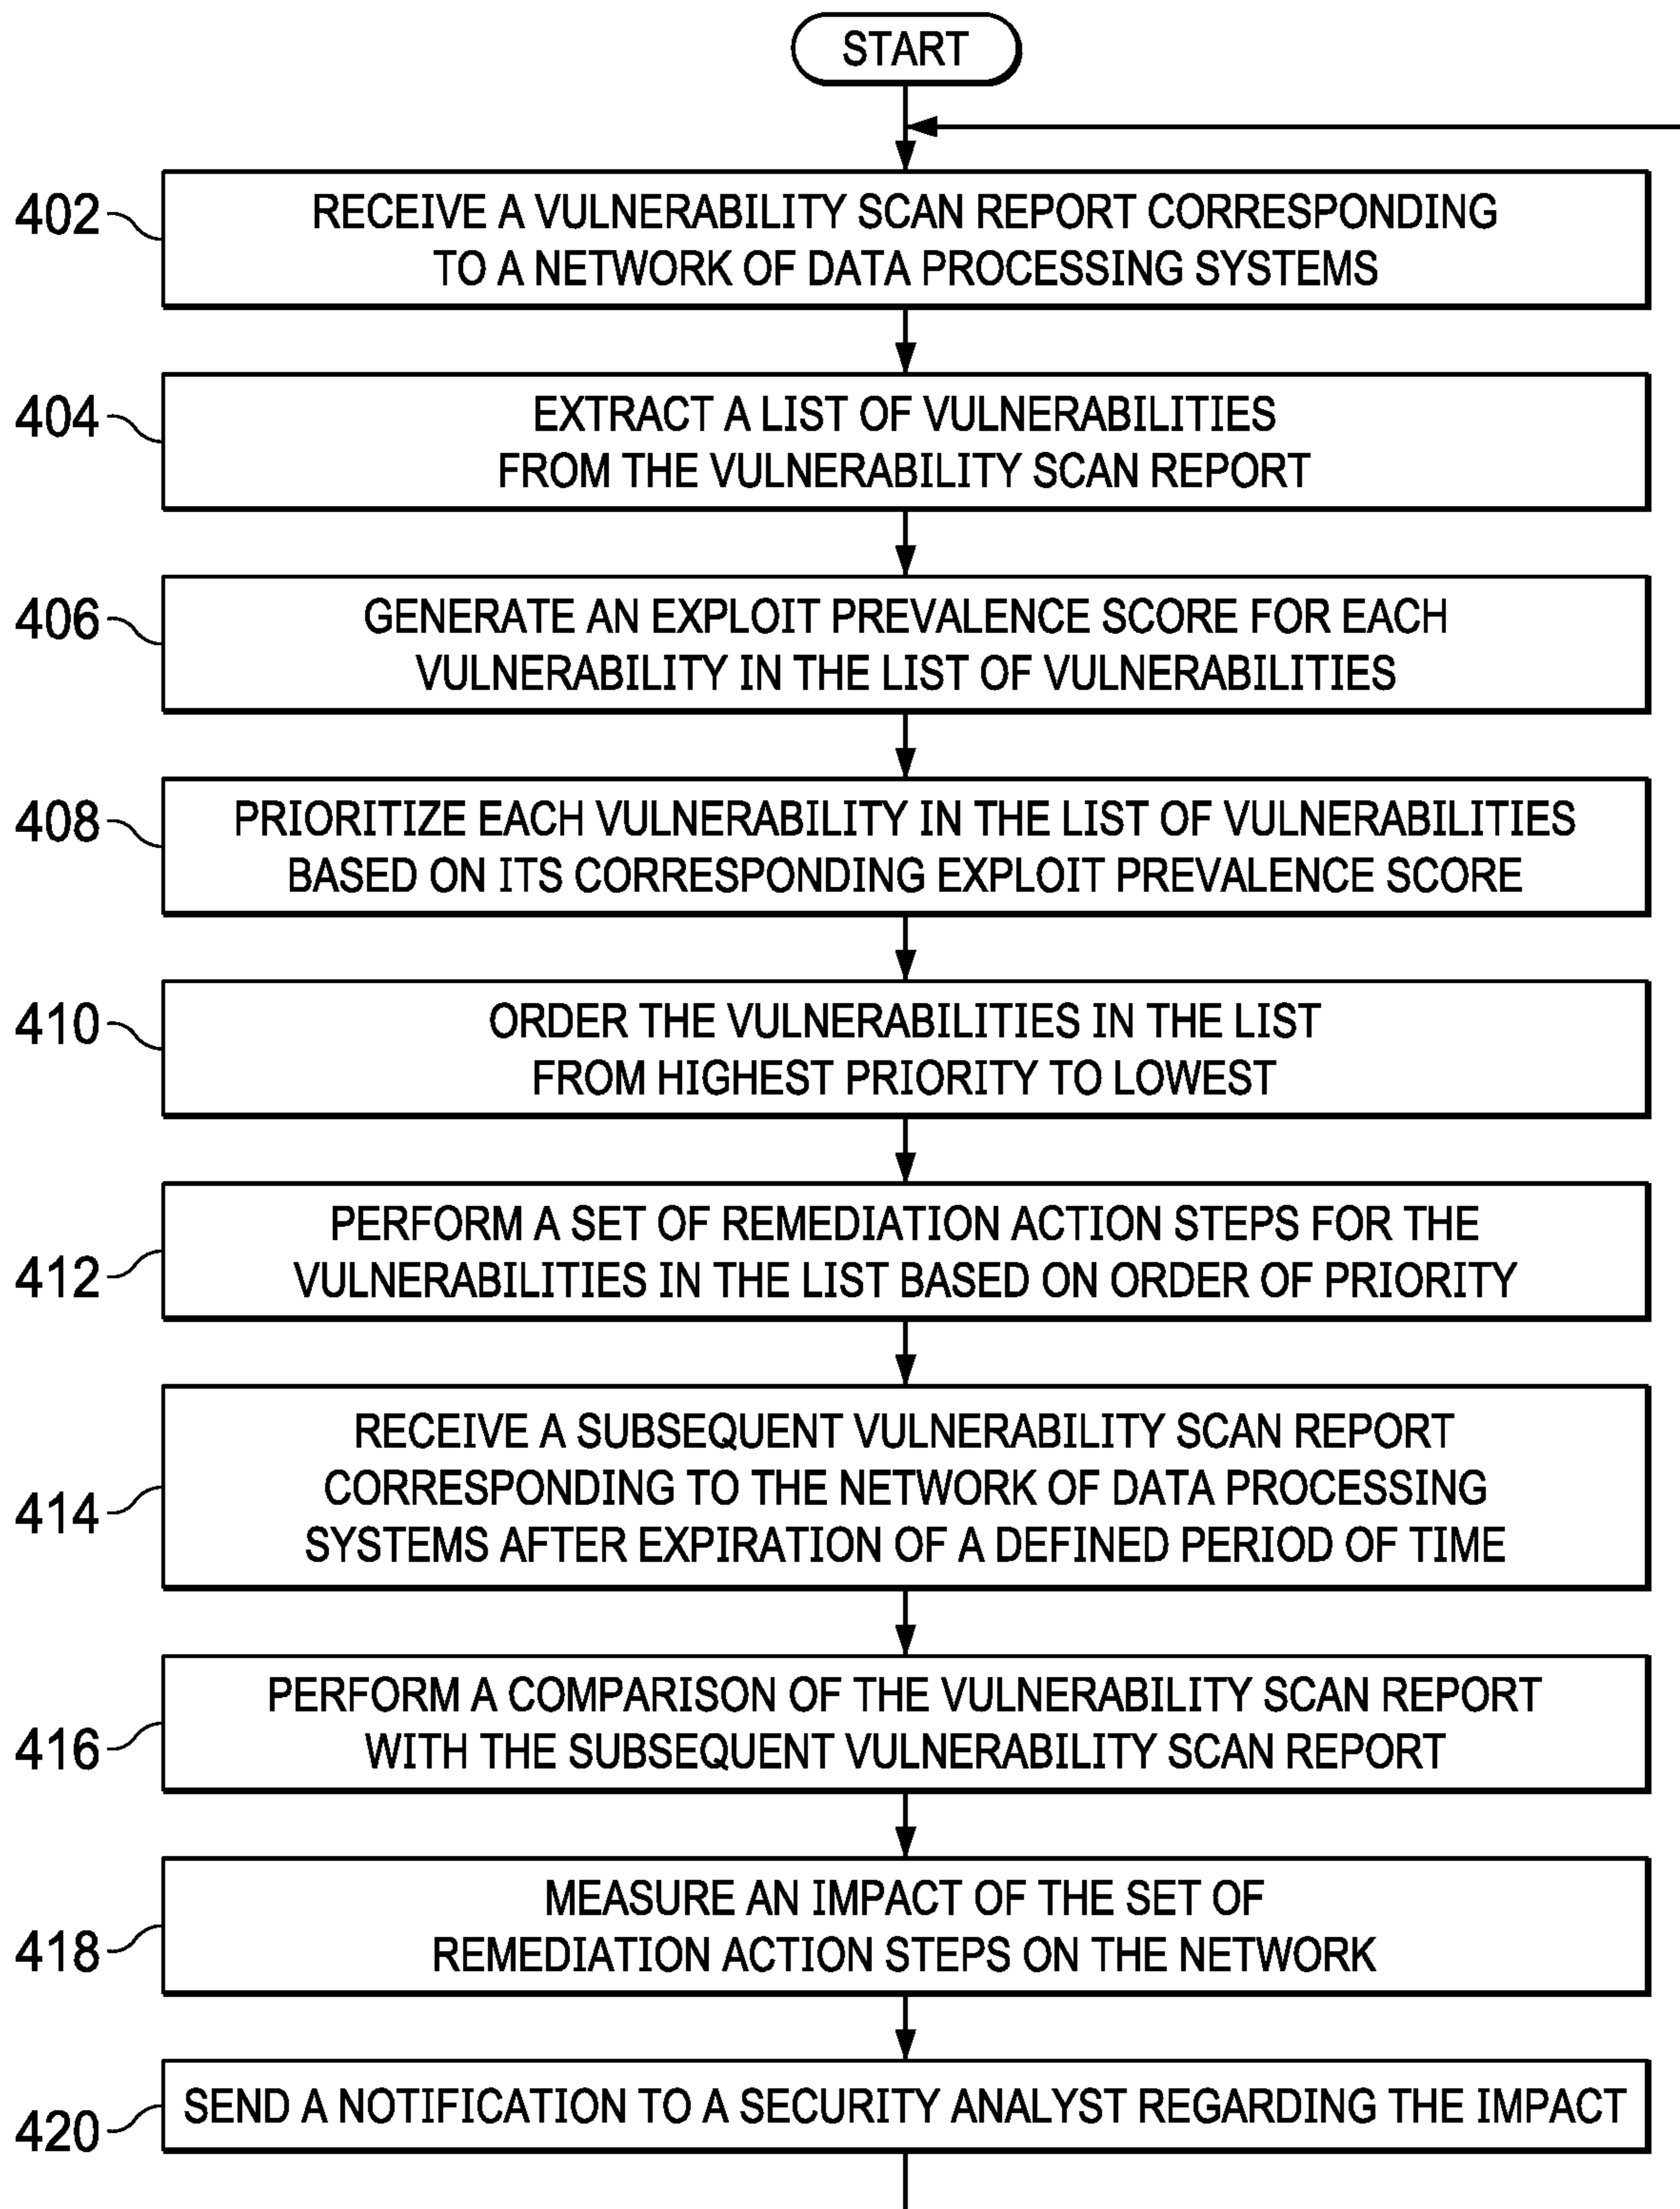 START
402
RECEIVE A VULNERABILITY SCAN REPORT CORRESPONDING
TO A NETWORK OF DATA PROCESSING SYSTEMS
404
EXTRACT A LIST OF VULNERABILITIES
FROM THE VULNERABILITY SCAN REPORT
406
GENERATE AN EXPLOIT PREVALENCE SCORE FOR EACH
VULNERABILITY IN THE LIST OF VULNERABILITIES
408
PRIORITIZE EACH VULNERABILITY IN THE LIST OF VULNERABILITIES
BASED ON ITS CORRESPONDING EXPLOIT PREVALENCE SCORE
410
ORDER THE VULNERABILITIES IN THE LIST
FROM HIGHEST PRIORITY TO LOWEST
412
PERFORM A SET OF REMEDIATION ACTION STEPS FOR THE
VULNERABILITIES IN THE LIST BASED ON ORDER OF PRIORITY
414
RECEIVE A SUBSEQUENT VULNERABILITY SCAN REPORT
CORRESPONDING TO THE NETWORK OF DATA PROCESSING
SYSTEMS AFTER EXPIRATION OF A DEFINED PERIOD OF TIME
416
PERFORM A COMPARISON OF THE VULNERABILITY SCAN REPORT
WITH THE SUBSEQUENT VULNERABILITY SCAN REPORT
418
MEASURE AN IMPACT OF THE SET OF
REMEDIATION ACTION STEPS ON THE NETWORK
420
SEND A NOTIFICATION TO A SECURITY ANALYST REGARDING THE IMPACT